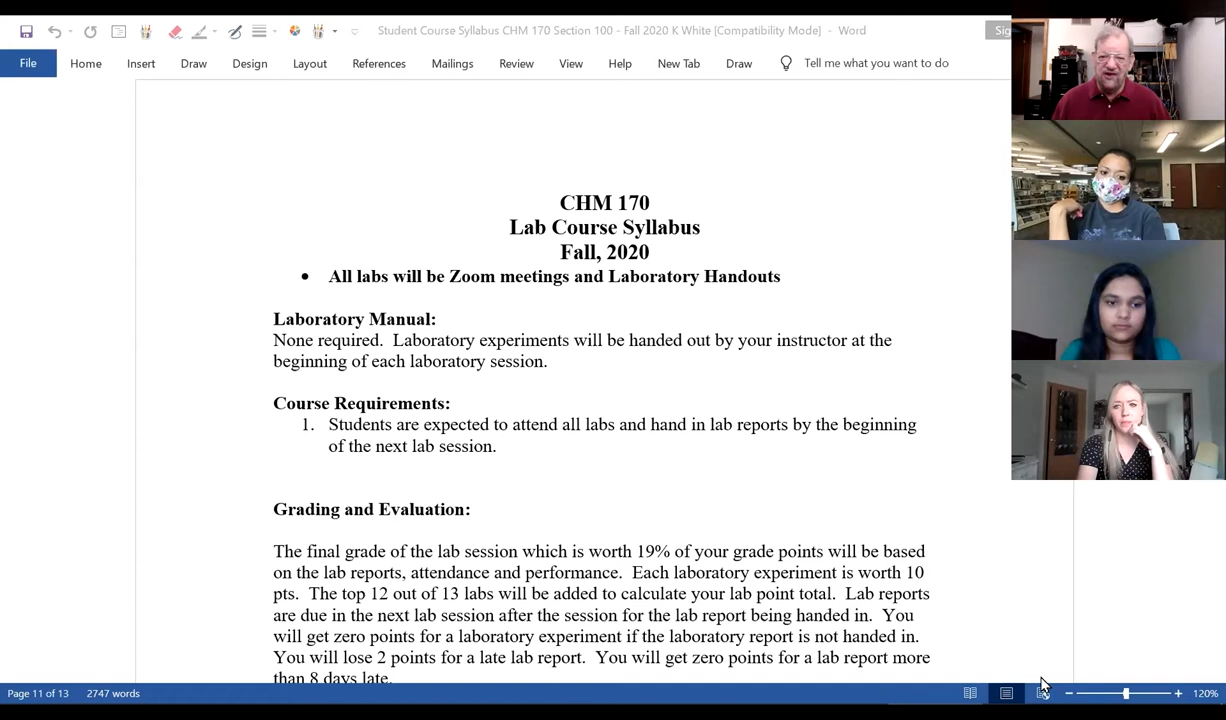 Student Course Syllabus CHM 170 Section 100 - Fall 2020 K White [Compatibility Mode] - Word
File Home Insert Draw Design Layout References Mailings Review View Help New Tab Draw Tell me what you want to do
CHM 170
Lab Course Syllabus
Fall, 2020
• All labs will be Zoom meetings and Laboratory Handouts
Laboratory Manual:
None required. Laboratory experiments will be handed out by your instructor at the
beginning of each laboratory session.
Course Requirements:
1. Students are expected to attend all labs and hand in lab reports by the beginning
of the next lab session.
Grading and Evaluation:
The final grade of the lab session which is worth 19% of your grade points will be based
on the lab reports, attendance and performance. Each laboratory experiment is worth 10
pts. The top 12 out of 13 labs will be added to calculate your lab point total. Lab reports
are due in the next lab session after the session for the lab report being handed in. You
will get zero points for a laboratory experiment if the laboratory report is not handed in.
You will lose 2 points for a late lab report. You will get zero points for a lab report more
than 8 days late.
Page 11 of 13 2747 words 120%